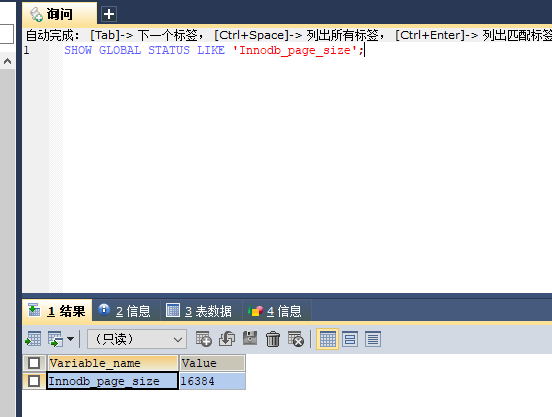 询问
自动完成： [Tab]-> 下一个标签， [Ctrl+Space]-> 列出所有标签， [Ctrl+Enter]-> 列出匹配标签
1 SHOW GLOBAL STATUS LIKE 'Innodb_page_size';
1 结果 2 信息 3 表数据 4 信息
（只读）
Variable_name Value
Innodb_page_size 16384